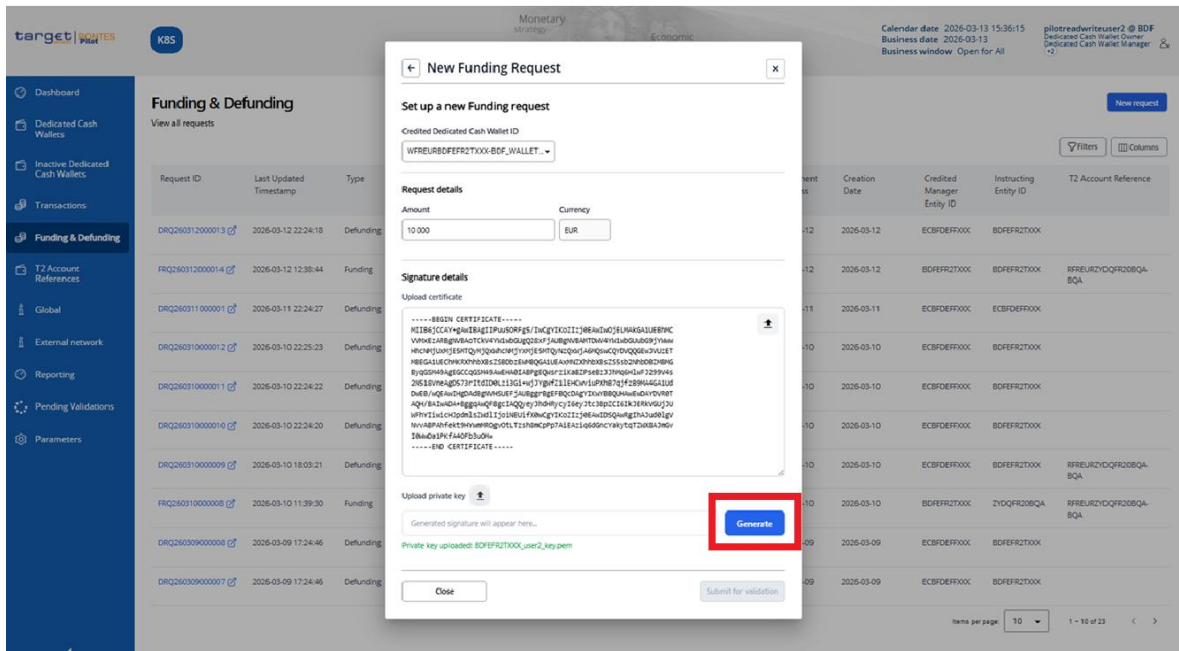 target | PONTES
Pilot
K8S
Monetary
strategy
Economic
Calendar date 2026-03-13 15:36:15
Business date 2026-03-13
Business window Open for All
pilotreadwriteuser2 @ BDF
Dedicated Cash Wallet Owner
Dedicated Cash Wallet Manager
+2
Dashboard
Dedicated Cash
Wallets
Inactive Dedicated
Cash Wallets
Transactions
Funding & Defunding
T2 Account
References
Global
External network
Reporting
Pending Validations
Parameters
Funding & Defunding
View all requests
New request
Filters
Columns
Request ID
Last Updated
Timestamp
Type
Creation
Date
Credited
Manager
Entity ID
Instructing
Entity ID
T2 Account Reference
DRQ260312000013 2026-03-12 22:24:18 Defunding -12 2026-03-12 ECBFDEFFXXX BDFEFR2TXXX
FRQ260312000014 2026-03-12 12:38:44 Funding -12 2026-03-12 BDFEFR2TXXX BDFEFR2TXXX RFREURZYDQFR20BQA-
BQA
DRQ260311000001 2026-03-11 22:24:27 Defunding -11 2026-03-11 ECBFDEFFXXX ECBFDEFFXXX
DRQ260310000012 2026-03-10 22:25:23 Defunding 2026-03-10 ECBFDEFFXXX BDFEFR2TXXX
DRQ260310000011 2026-03-10 22:24:22 Defunding 2026-03-10 ECBFDEFFXXX BDFEFR2TXXX
DRQ260310000010 2026-03-10 22:24:20 Defunding 2026-03-10 ECBFDEFFXXX BDFEFR2TXXX
DRQ260310000009 2026-03-10 18:03:21 Defunding -10 2026-03-10 ECBFDEFFXXX BDFEFR2TXXX RFREURZYDQFR20BQA-
BQA
FRQ260310000008 2026-03-10 11:39:30 Funding -10 2026-03-10 BDFEFR2TXXX ZYDQFR20BQA RFREURZYDQFR20BQA-
BQA
DRQ260309000008 2026-03-09 17:24:46 Defunding -09 2026-03-09 ECBFDEFFXXX BDFEFR2TXXX
DRQ260309000007 2026-03-09 17:24:46 Defunding -09 2026-03-09 ECBFDEFFXXX BDFEFR2TXXX
Items per page: 10
1 – 10 of 23
New Funding Request
Set up a new Funding request
Credited Dedicated Cash Wallet ID
WFREURBDFEFR2TXXX-BDF_WALLET...
Request details
Amount
Currency
10 000
EUR
Signature details
Upload certificate
-----BEGIN CERTIFICATE-----
-----END CERTIFICATE-----
Upload private key
Generated signature will appear here...
Generate
Private key uploaded: BDFEFR2TXXX_user2_key.pem
Close
Submit for validation